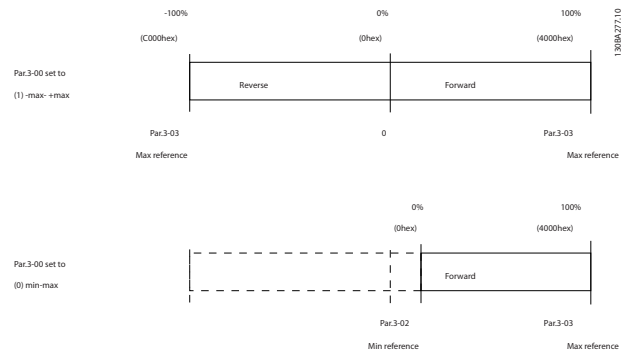 -100% 0% 100%
(C000hex) (0hex) (4000hex)
130BA277.10
Par.3-00 set to
(1) -max- +max
Reverse Forward
Par.3-03 0 Par.3-03
Max reference Max reference
0% 100%
(0hex) (4000hex)
Par.3-00 set to
(0) min-max
Forward
Par.3-02 Par.3-03
Min reference Max reference